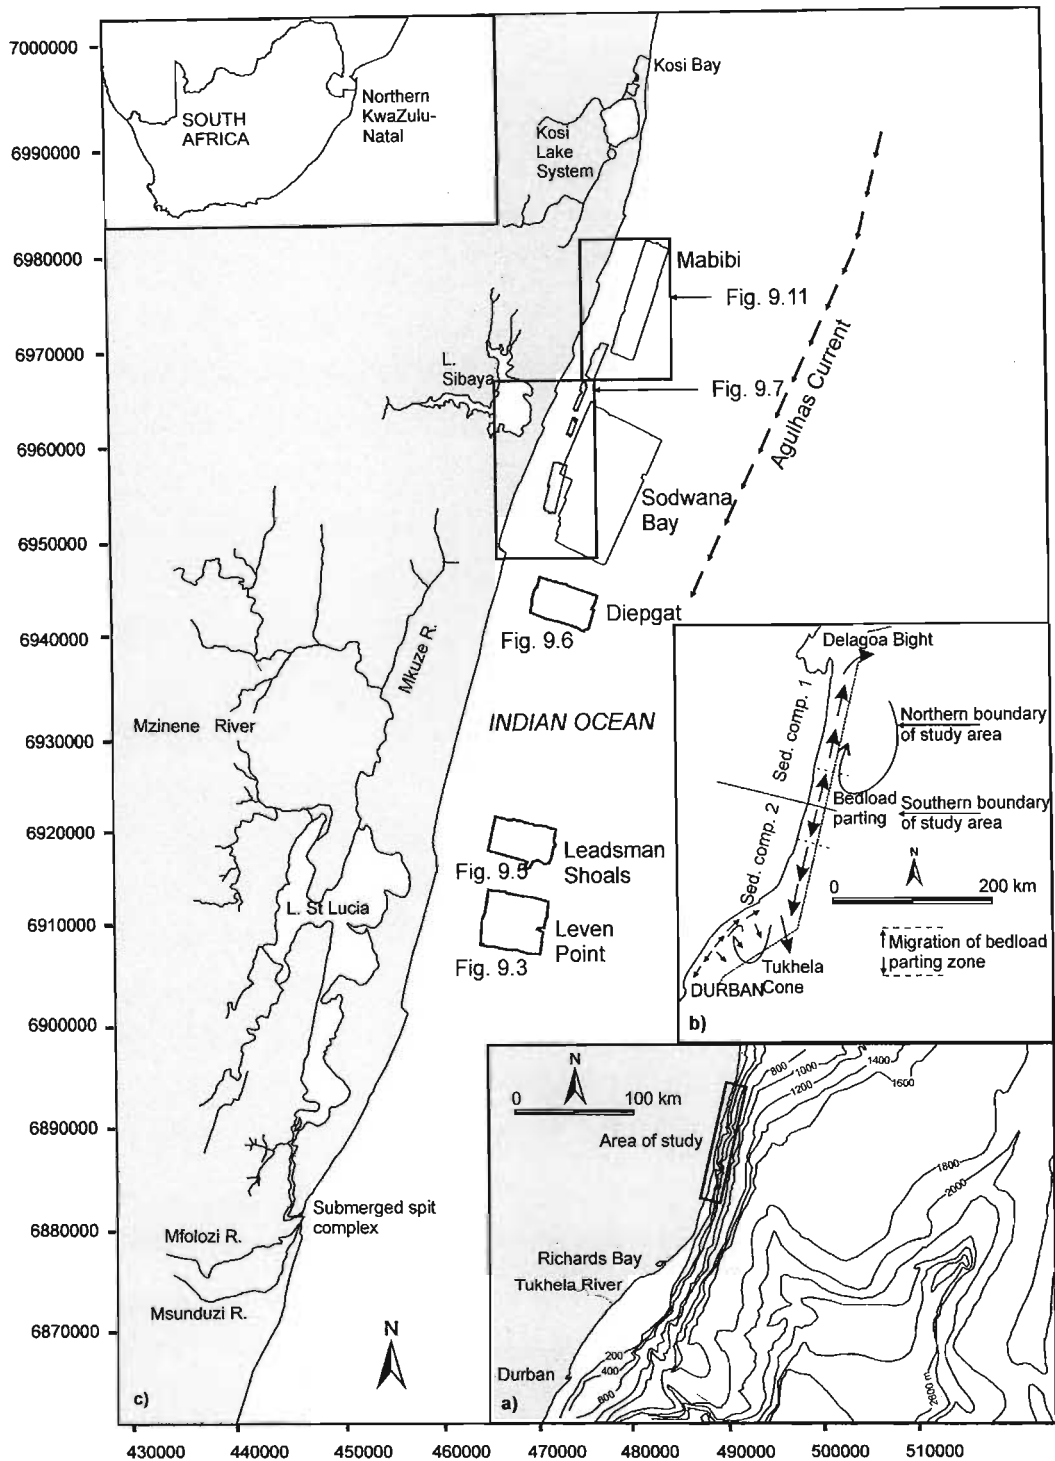 7000000
6990000
6980000
6970000
6960000
6950000
6940000
6930000
6920000
6910000
6900000
6890000
6880000
6870000
SOUTH
AFRICA
Northern
KwaZulu-
Natal
Kosi Bay
Kosi
Lake
System
Mabibi
Fig. 9.11
L.
Sibaya
Fig. 9.7
Agulhas Current
Sodwana
Bay
Diepgat
Fig. 9.6
Mkuze R.
Mzinene River
INDIAN OCEAN
Leadsman
Shoals
Fig. 9.5
L. St Lucia
Leven
Point
Fig. 9.3
Submerged spit
complex
Mfolozi R.
Msunduzi R.
N
c)
Delagoa Bight
Sed. comp. 1
Northern boundary
of study area
Bedload
parting
Southern boundary
of study area
Sed. comp. 2
N
0 200 km
Migration of bedload
parting zone
Tukhela
Cone
DURBAN
b)
N
0 100 km
Area of study
800
1000
1200
1400
1600
1800
2000
Richards Bay
Tukhela River
200
400
800
Durban
2600 m
a)
430000 440000 450000 460000 470000 480000 490000 500000 510000